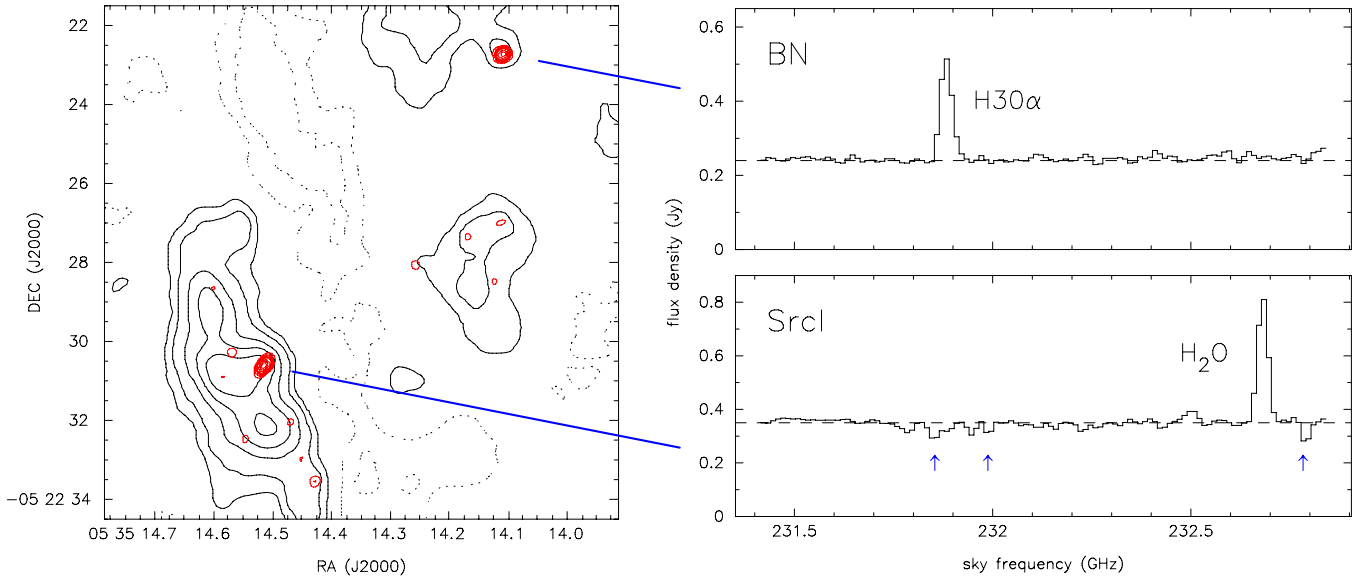 22
24
26
28
30
32
−05 22 34
DEC (J2000)
05 35 14.7 14.6 14.5 14.4 14.3 14.2 14.1 14.0
RA (J2000)
BN
H30α
0.6
0.4
0.2
0
flux density (Jy)
SrcI
H₂O
0.8
0.6
0.4
0.2
0
231.5 232 232.5
sky frequency (GHz)